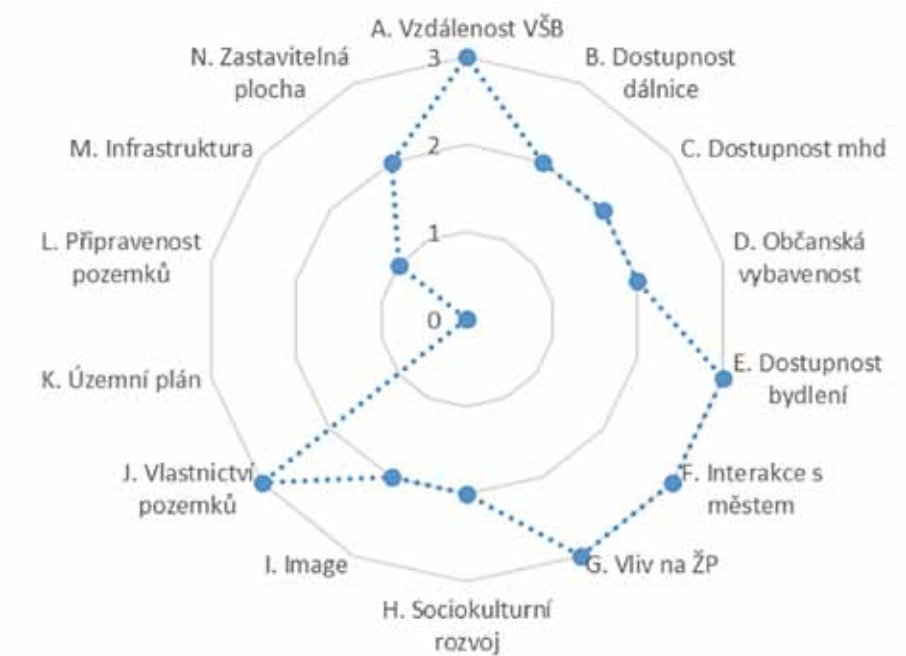 A. Vzdálenost VŠB
B. Dostupnost
dálnice
C. Dostupnost mhd
D. Občanská
vybavenost
E. Dostupnost
bydlení
F. Interakce s
městem
G. Vliv na ŽP
H. Sociokulturní
rozvoj
I. Image
J. Vlastnictví
pozemků
K. Územní plán
L. Připravenost
pozemků
M. Infrastruktura
N. Zastavitelná
plocha
3
2
1
0